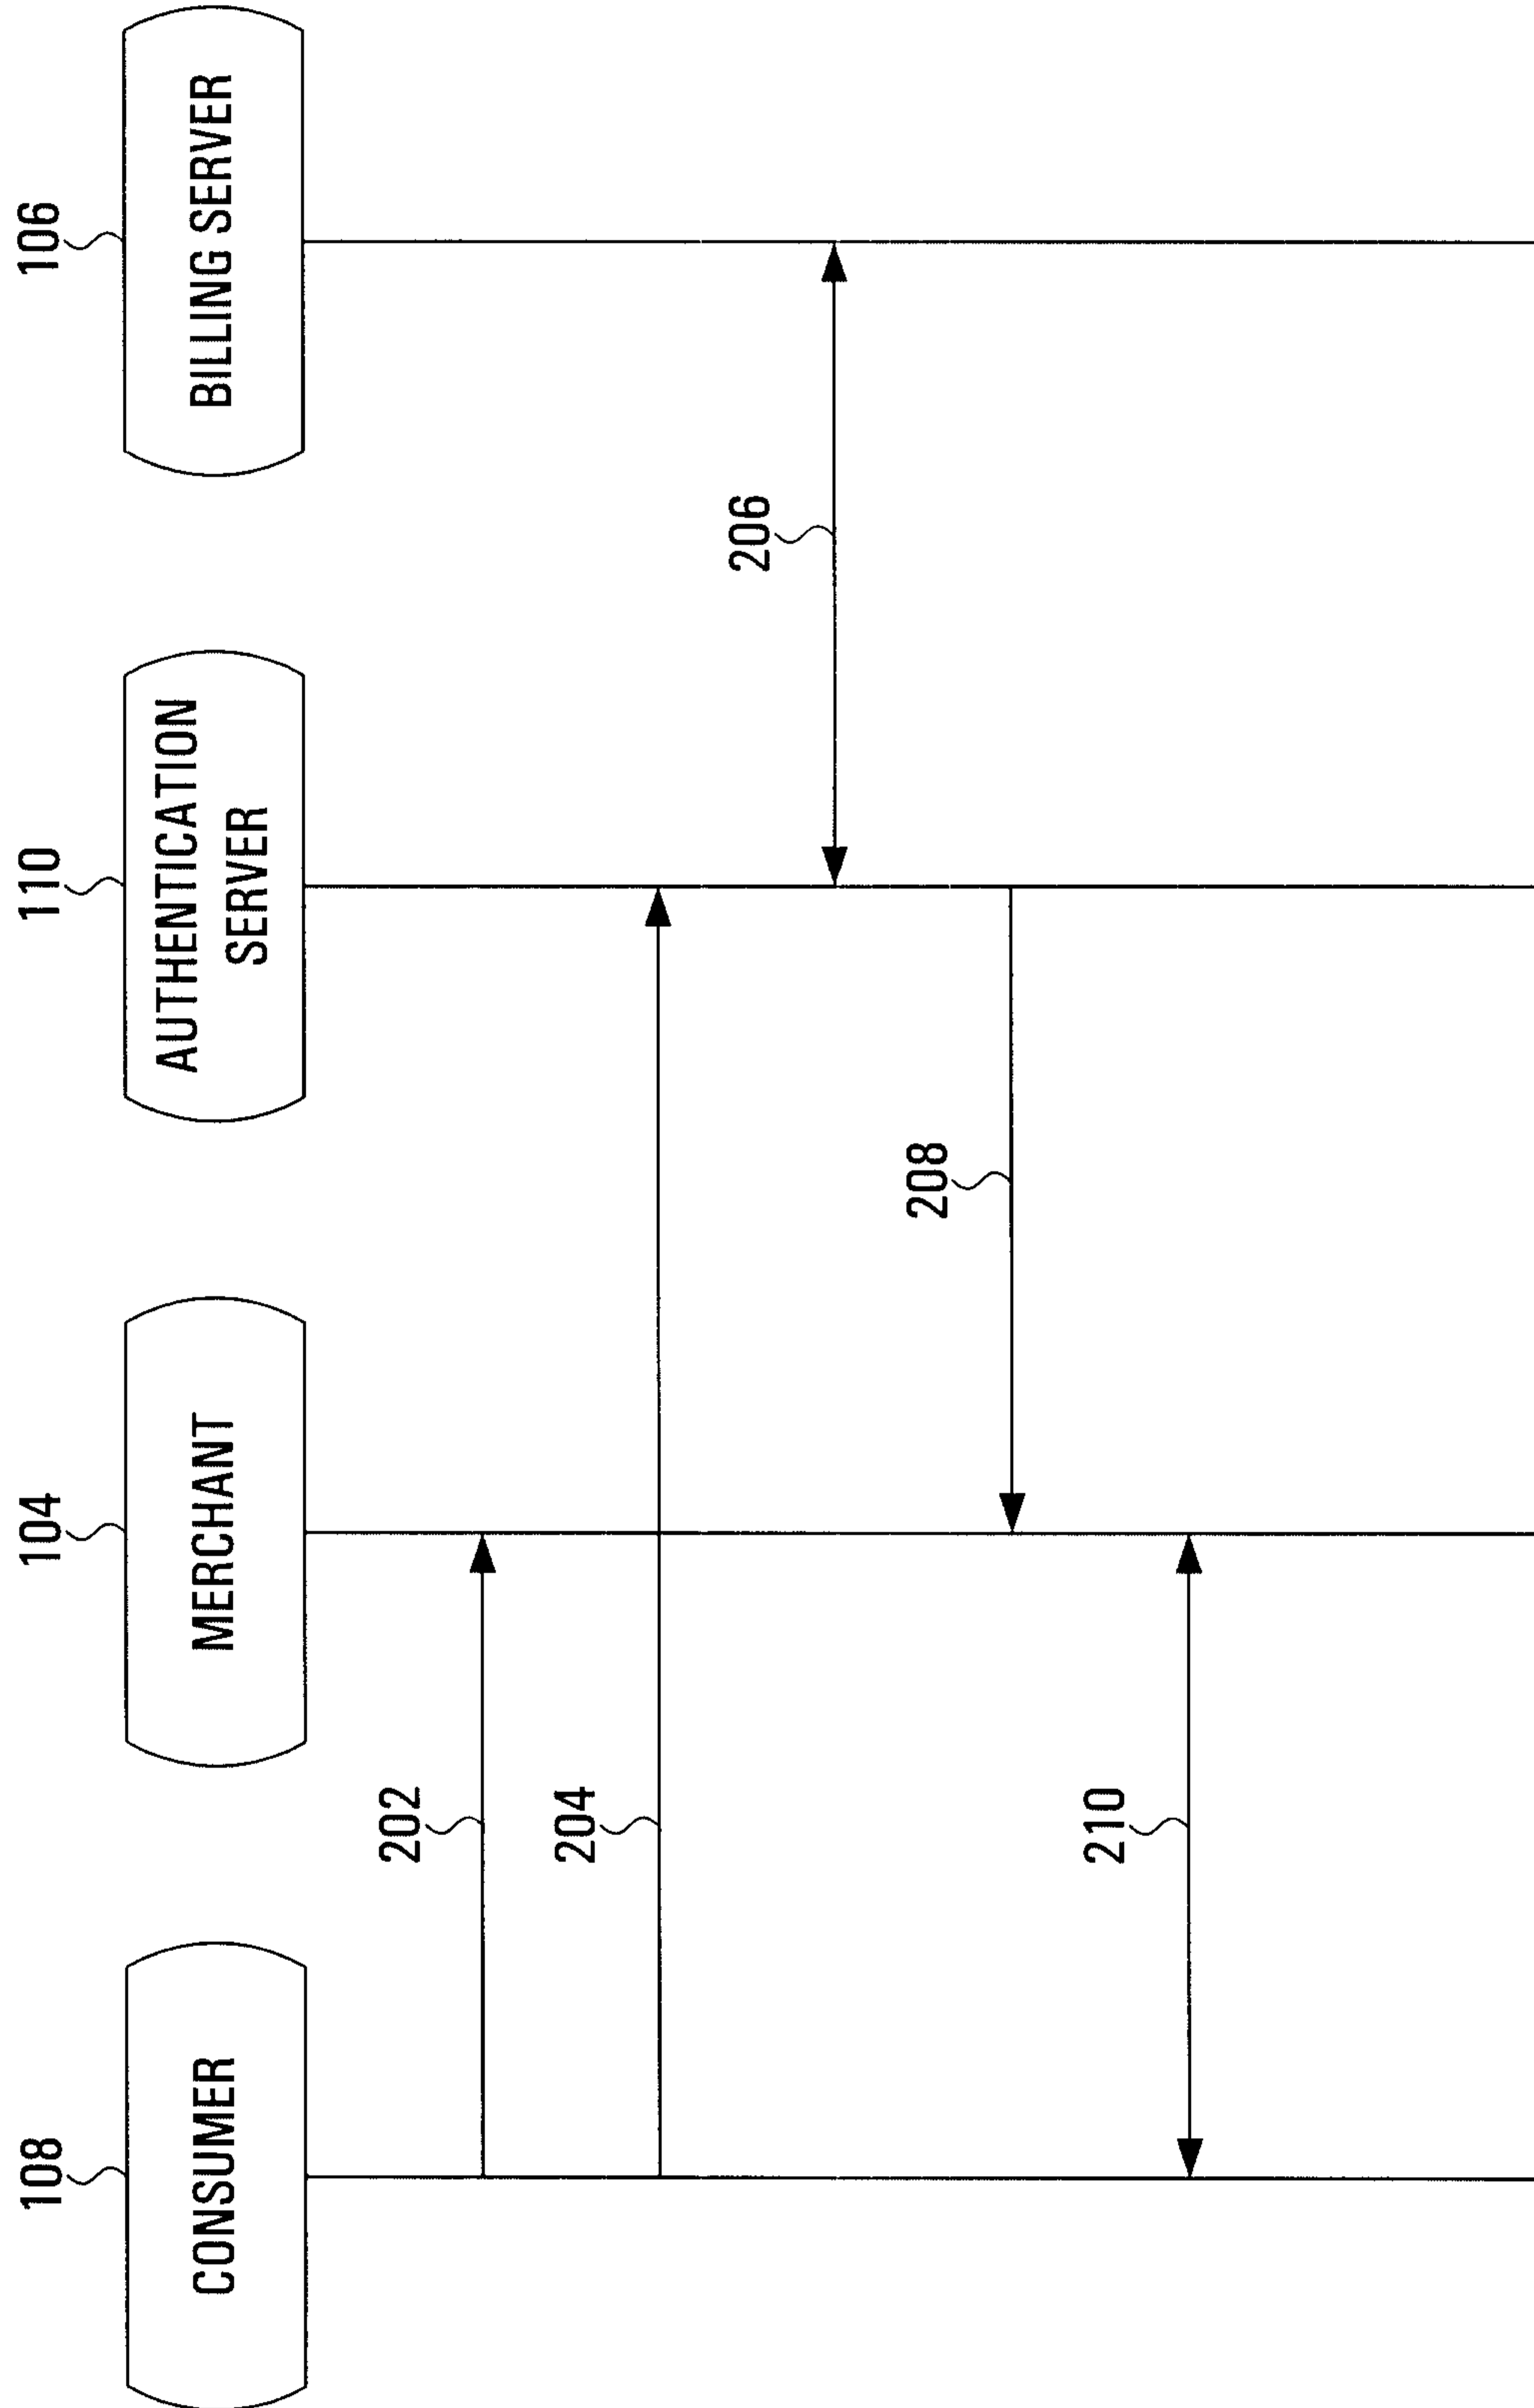 108
104
110
106
CONSUMER
MERCHANT
AUTHENTICATION
SERVER
BILLING SERVER
202
204
206
208
210